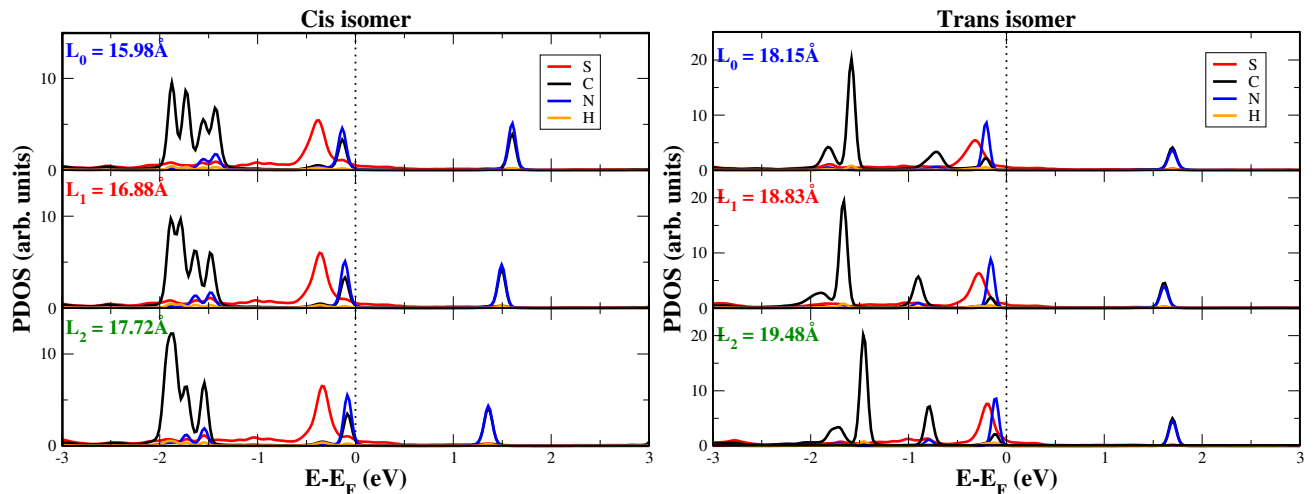 Cis isomer
L0 = 15.98Å
10
0
S
C
N
H
L1 = 16.88Å
10
0
L2 = 17.72Å
10
0
-3 -2 -1 0 1 2 3
PDOS (arb. units)
E-EF (eV)
Trans isomer
L0 = 18.15Å
20
10
0
S
C
N
H
L1 = 18.83Å
20
10
0
L2 = 19.48Å
20
10
0
-3 -2 -1 0 1 2 3
PDOS (arb. units)
E-EF (eV)